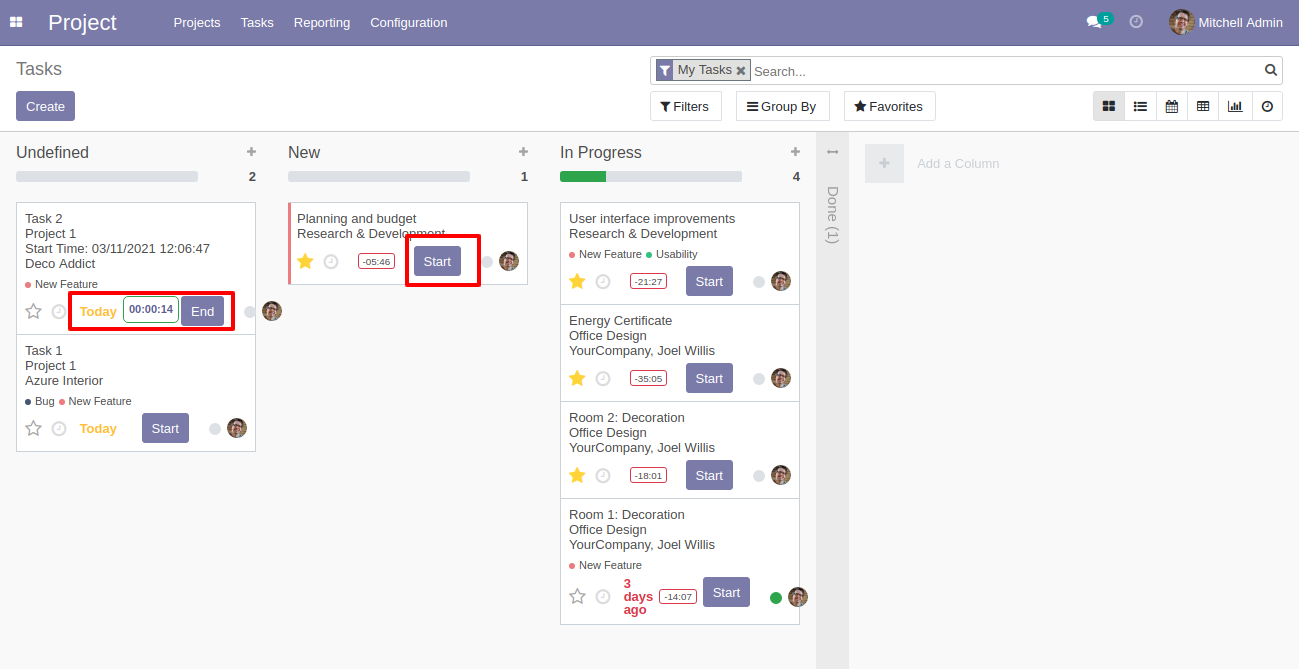 Project
Projects
Tasks
Reporting
Configuration
5
Mitchell Admin
Tasks
My Tasks
Search...
Create
Filters
Group By
Favorites
Undefined
2
Task 2
Project 1
Start Time: 03/11/2021 12:06:47
Deco Addict
New Feature
Today
00:00:14
End
Task 1
Project 1
Azure Interior
Bug
New Feature
Today
Start
New
1
Planning and budget
Research & Development
-05:46
Start
In Progress
4
User interface improvements
Research & Development
New Feature
Usability
-21:27
Start
Energy Certificate
Office Design
YourCompany, Joel Willis
-35:05
Start
Room 2: Decoration
Office Design
YourCompany, Joel Willis
-18:01
Start
Room 1: Decoration
Office Design
YourCompany, Joel Willis
New Feature
3
days
ago
-14:07
Start
Done (1)
Add a Column